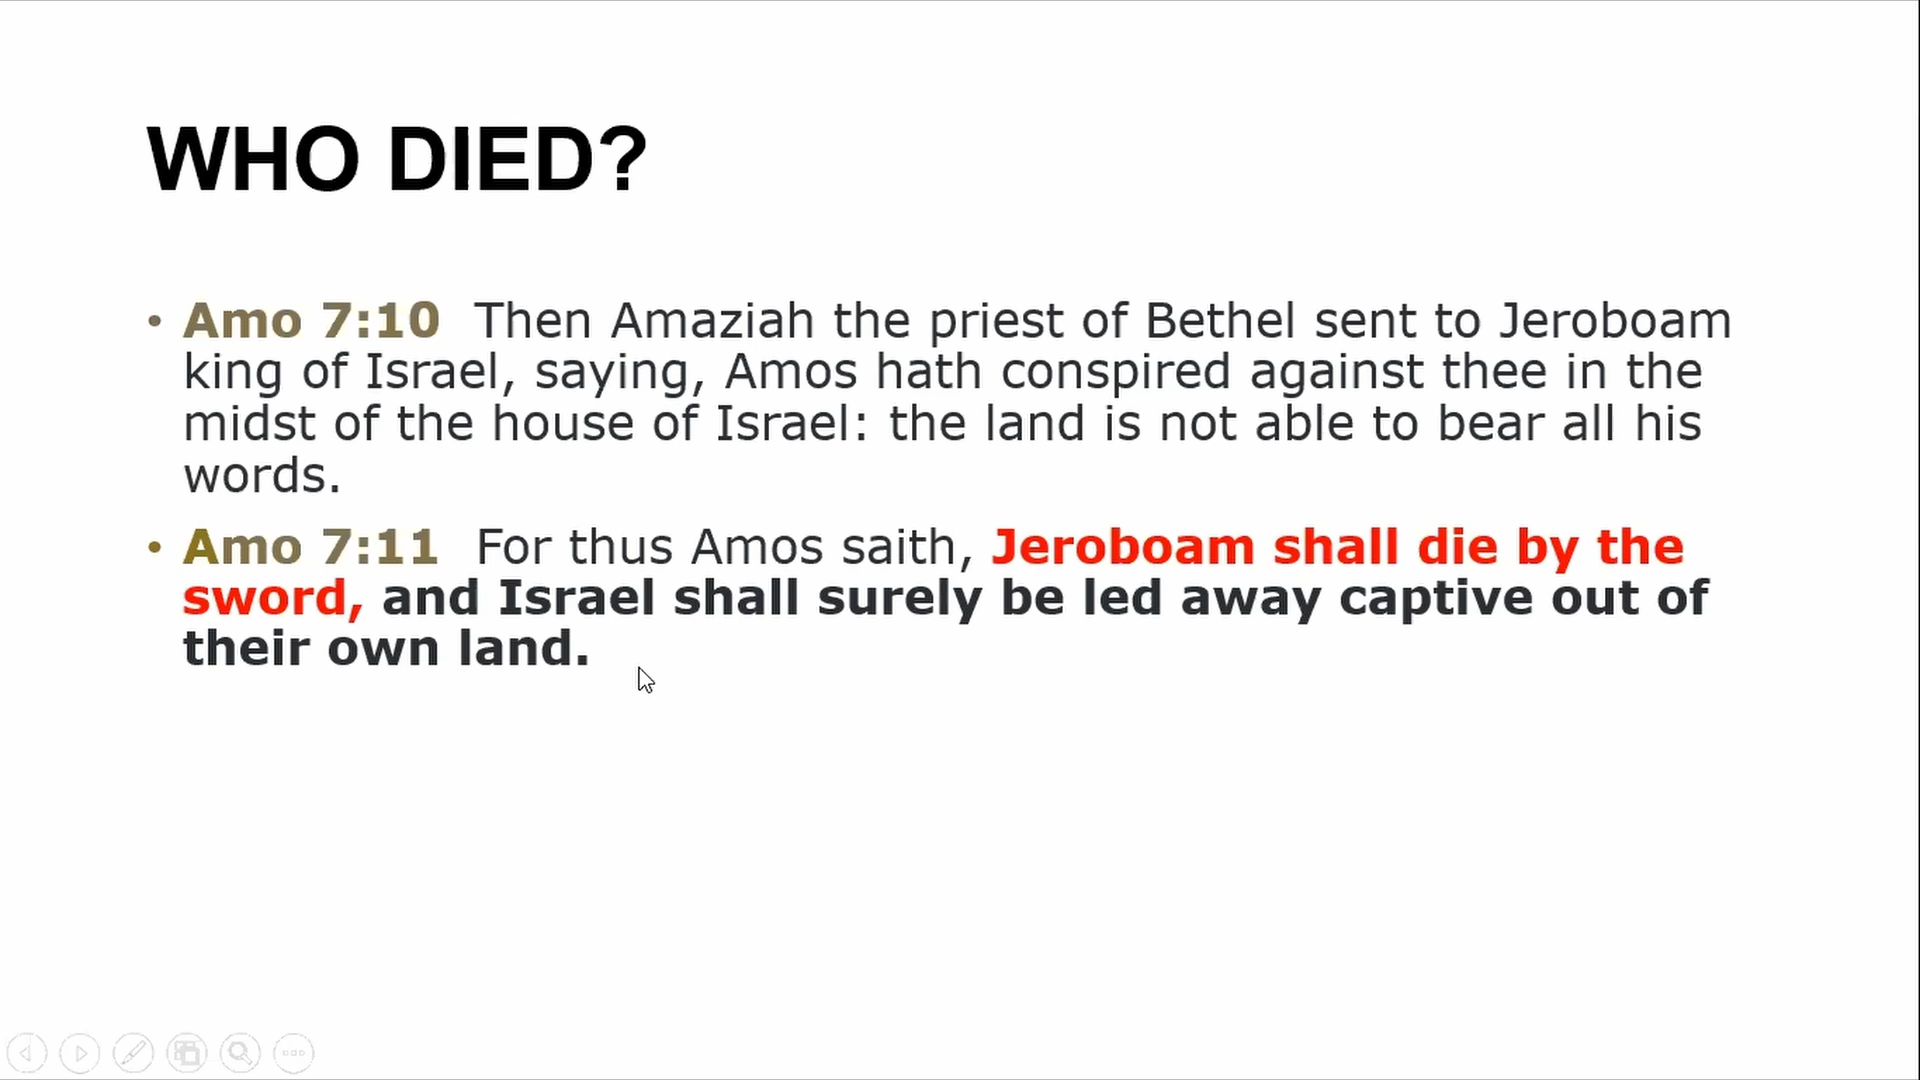 WHO DIED?
• Amo 7:10  Then Amaziah the priest of Bethel sent to Jeroboam
king of Israel, saying, Amos hath conspired against thee in the
midst of the house of Israel: the land is not able to bear all his
words.
• Amo 7:11  For thus Amos saith, Jeroboam shall die by the
sword, and Israel shall surely be led away captive out of
their own land.